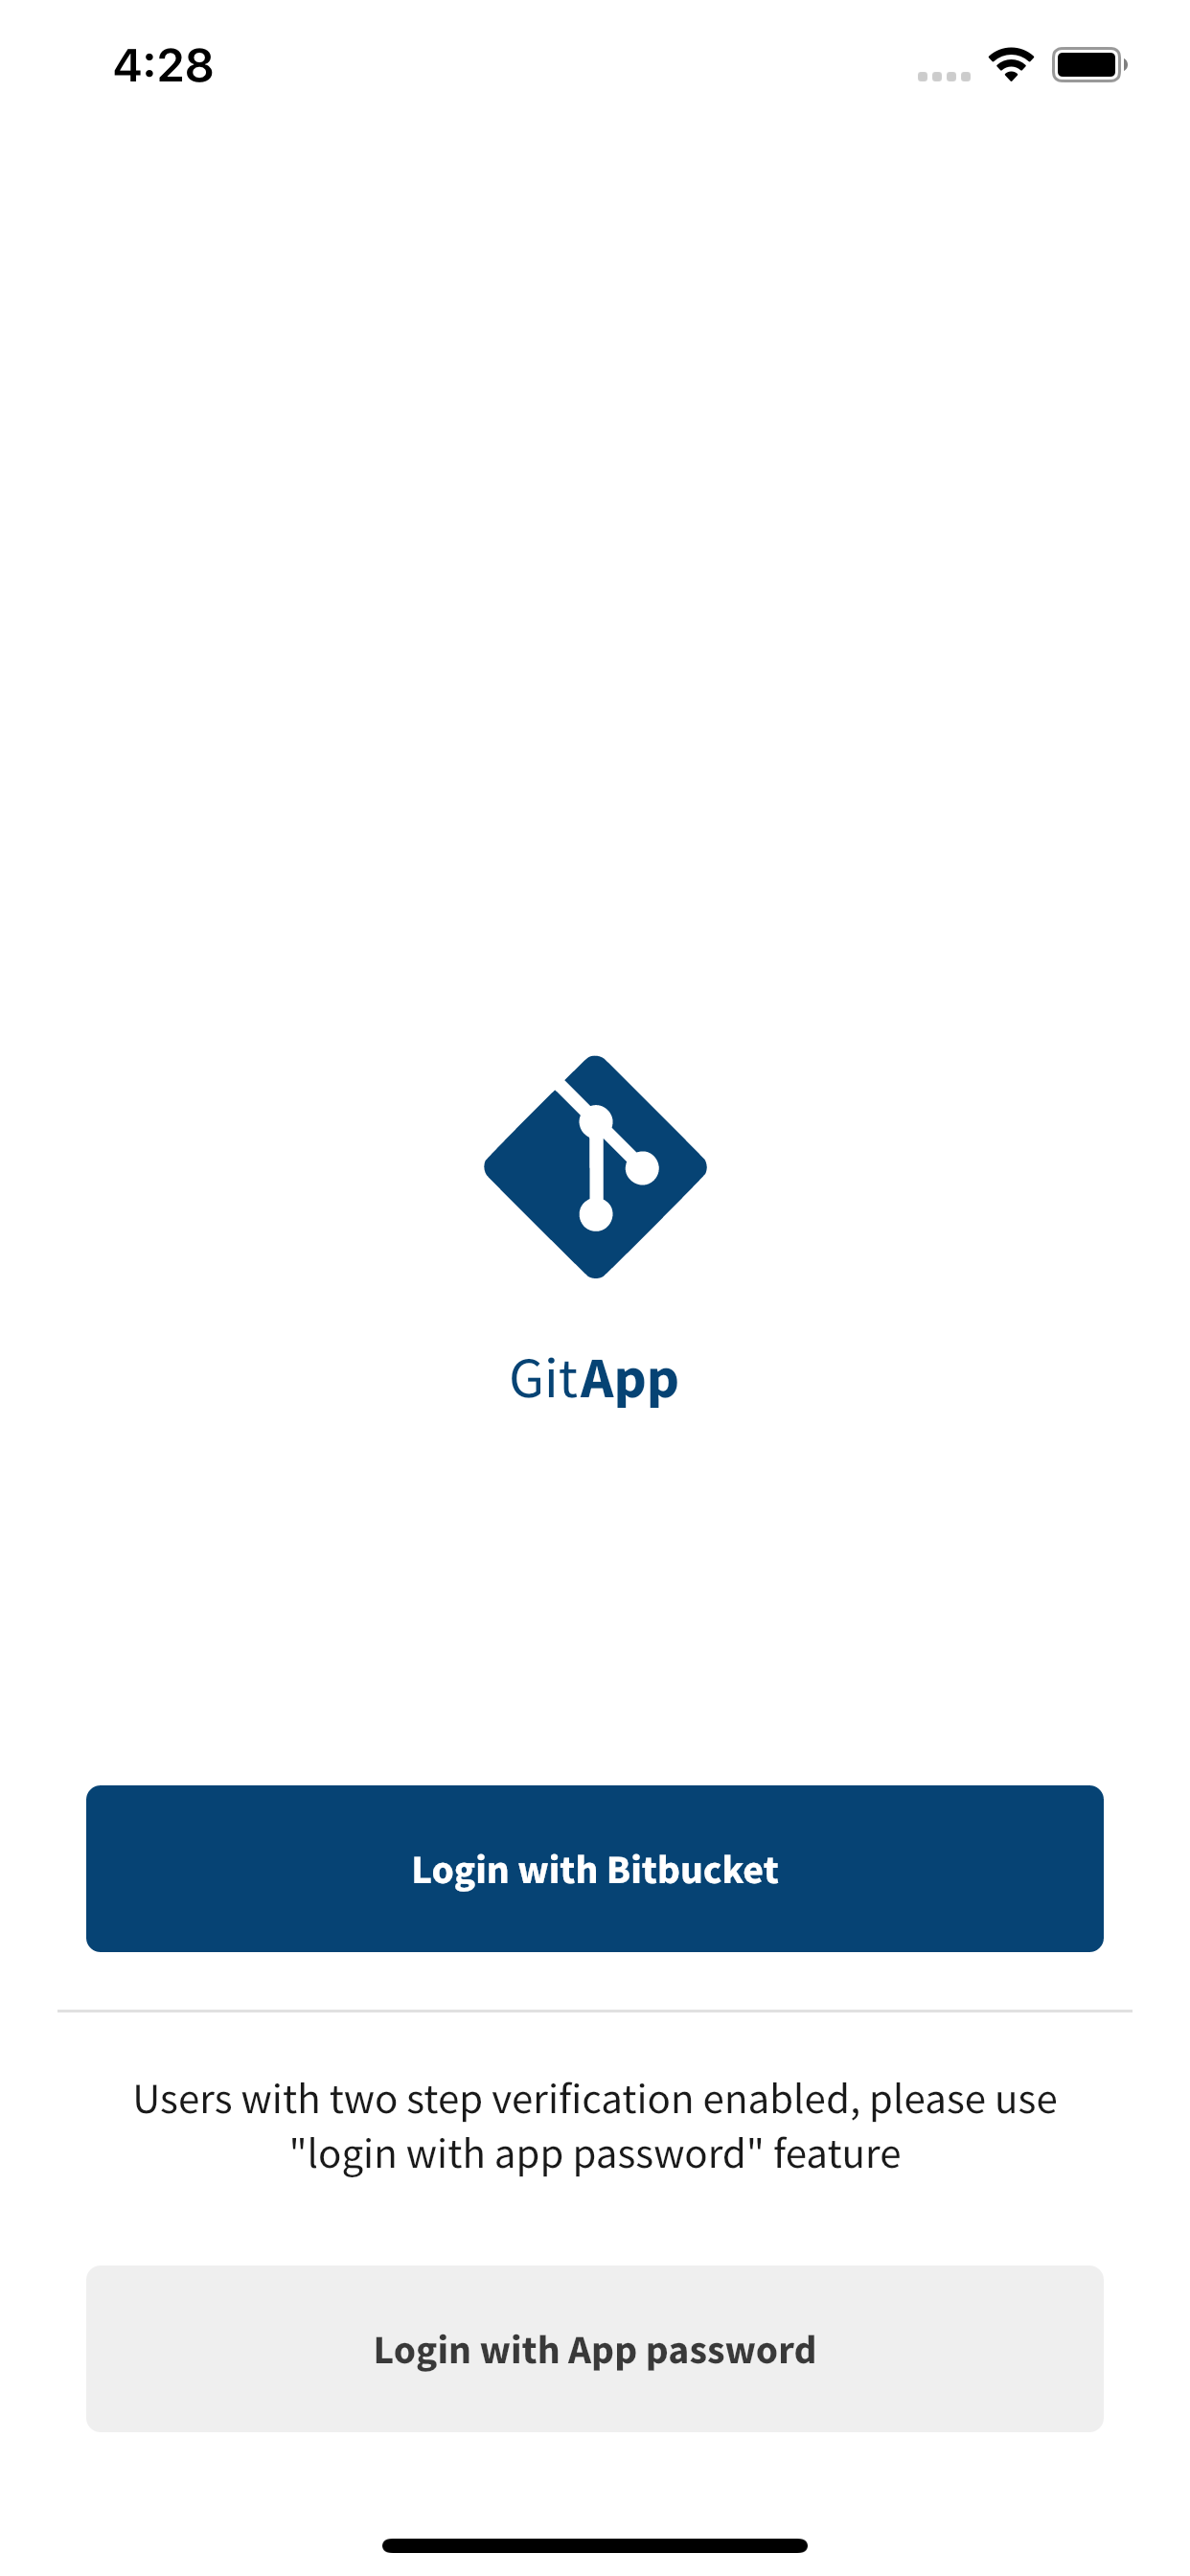 4:28
GitApp
Login with Bitbucket
Users with two step verification enabled, please use
"login with app password" feature
Login with App password